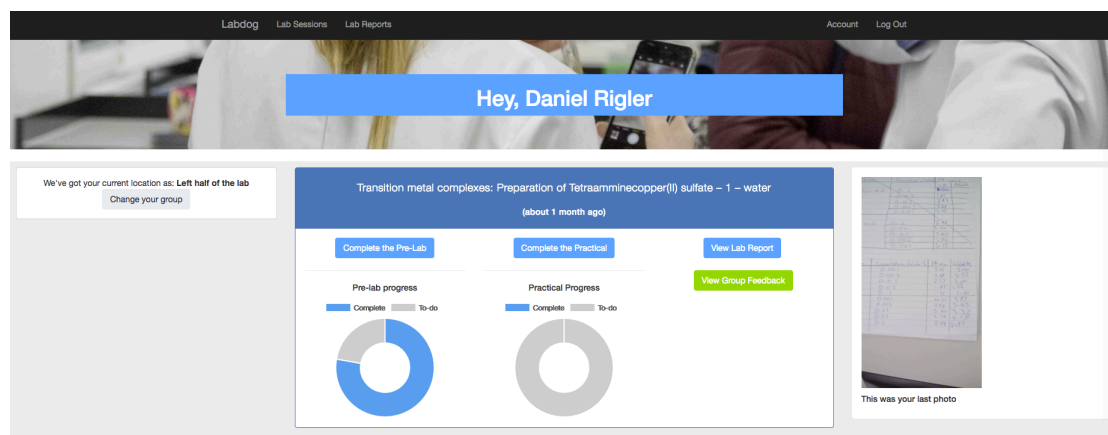 Labdog Lab Sessions Lab Reports Account Log Out
Hey, Daniel Rigler
We've got your current location as: Left half of the lab
Change your group
Transition metal complexes: Preparation of Tetraamminecopper(II) sulfate – 1 – water
(about 1 month ago)
Complete the Pre-Lab
Pre-lab progress
Complete To-do
Complete the Practical
Practical Progress
Complete To-do
View Lab Report
View Group Feedback
This was your last photo